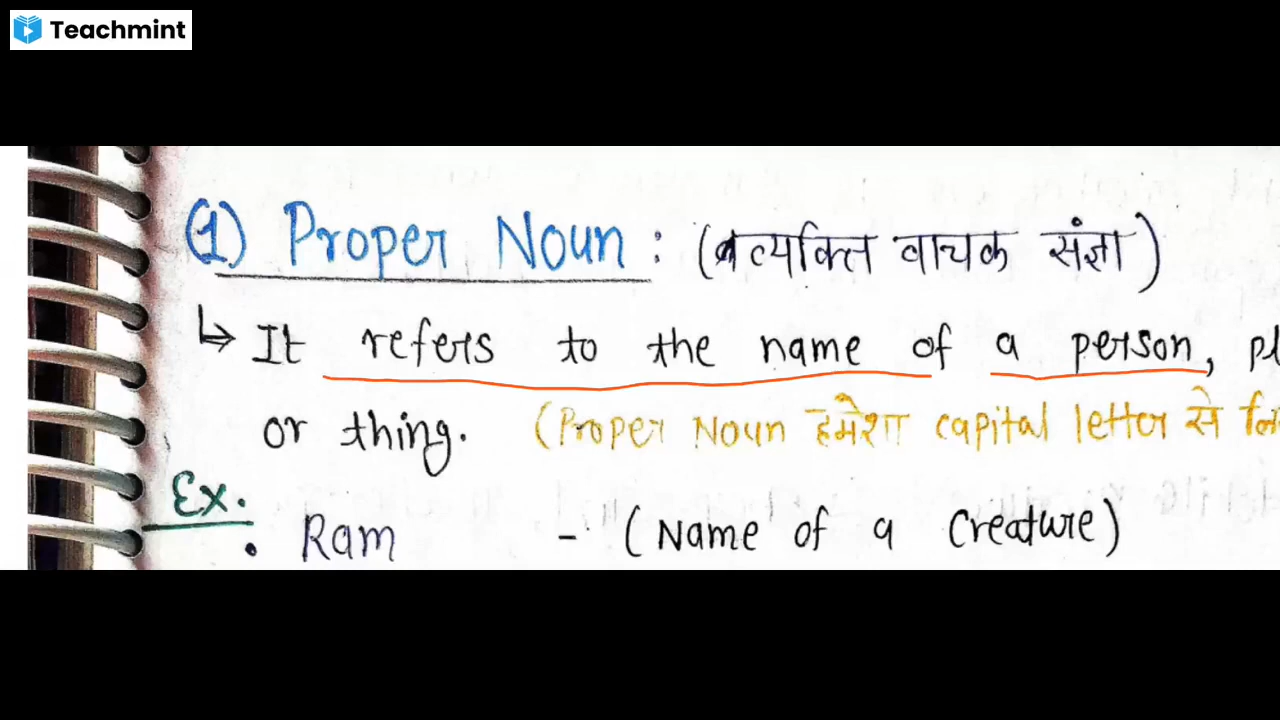 Teachmint
(1) Proper Noun : (व्यक्ति वाचक संज्ञा)
↳ It refers to the name of a person,
or thing. (Proper Noun हमेशा capital letter से
Ex.
• Ram - (Name of a Creature)